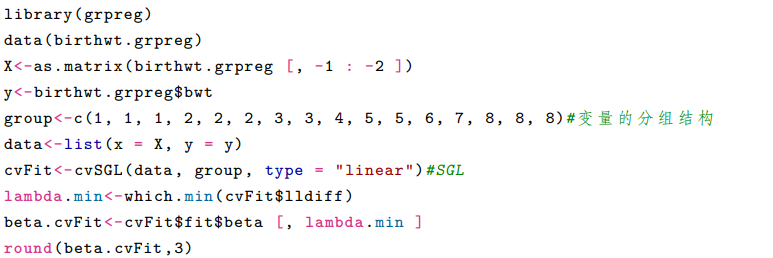 library(grpreg)
data(birthwt.grpreg)
X<-as.matrix(birthwt.grpreg [, -1 : -2 ])
y<-birthwt.grpreg$bwt
group<-c(1, 1, 1, 2, 2, 2, 3, 3, 4, 5, 5, 6, 7, 8, 8, 8)#变量的分组结构
data<-list(x = X, y = y)
cvFit<-cvSGL(data, group, type = "linear")#SGL
lambda.min<-which.min(cvFit$lldiff)
beta.cvFit<-cvFit$fit$beta [, lambda.min ]
round(beta.cvFit,3)